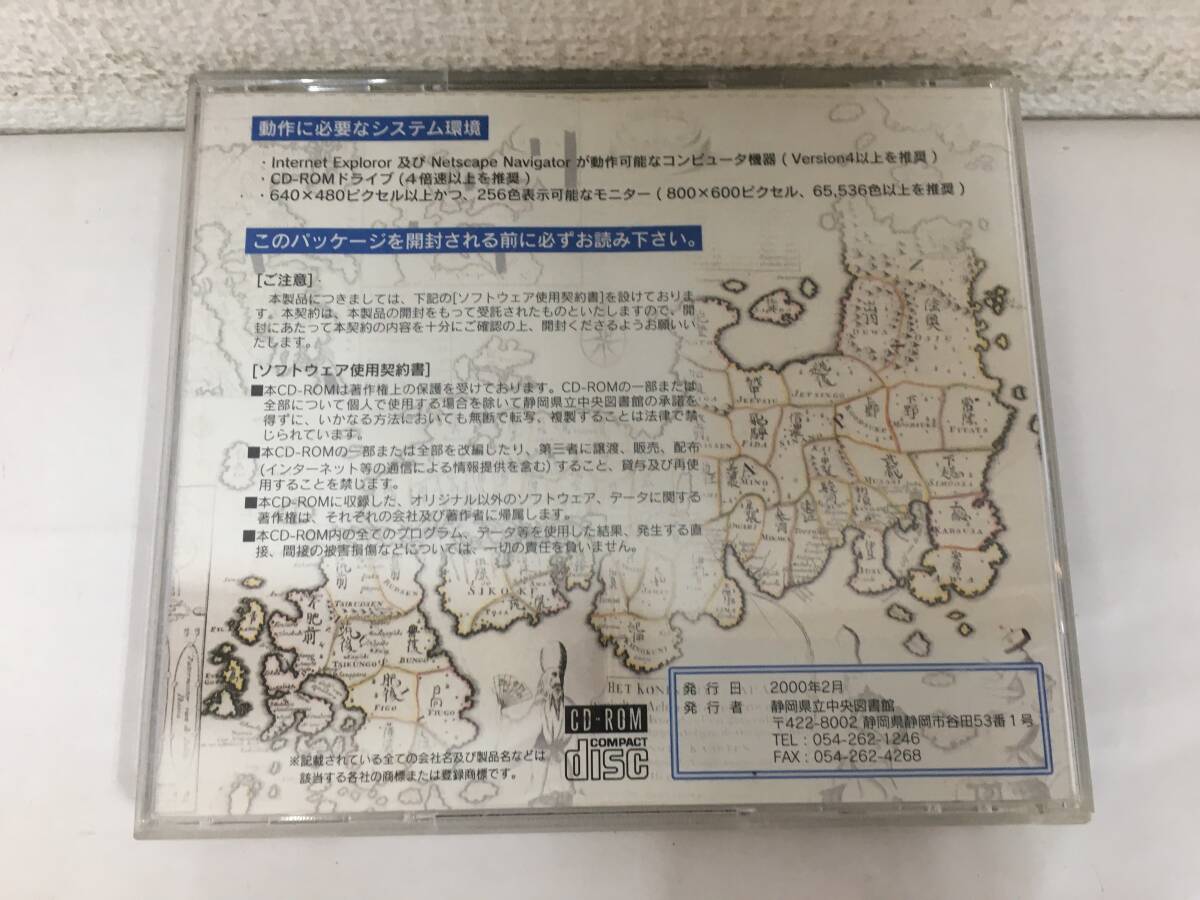 動作に必要なシステム環境
・Internet Exploror 及び Netscape Navigator が動作可能なコンピュータ機器 ( Version4以上を推奨 )
・CD-ROMドライブ (4倍速以上を推奨 )
・640×480ピクセル以上かつ、256色表示可能なモニター ( 800×600ピクセル、65,536色以上を推奨 )
このパッケージを開封される前に必ずお読み下さい。
[ご注意]
本製品につきましては、下記の[ソフトウェア使用契約書]を設けておりま
す。本契約は、本製品の開封をもって受託されたものといたしますので、開
封にあたって本契約の内容を十分にご確認の上、開封くださるようお願いい
たします。
[ソフトウェア使用契約書]
■本CD-ROMは著作権上の保護を受けております。CD-ROMの一部または
全部について個人で使用する場合を除いて静岡県立中央図書館の承諾を
得ずに、いかなる方法においても無断で転写、複製することは法律で禁
じられています。
■本CD-ROMの一部または全部を改編したり、第三者に譲渡、販売、配布
(インターネット等の通信による情報提供を含む) すること、貸与及び再使
用することを禁じます。
■本CD-ROMに収録した、オリジナル以外のソフトウェア、データに関する
著作権は、それぞれの会社及び著作者に帰属します。
■本CD-ROM内の全てのプログラム、データ等を使用した結果、発生する直
接、間接の被害損傷などについては、一切の責任を負いません。
出羽
陸奥
JETSINGO
飛騨
FIDA
MINO
下野
MUSASI
SIMOOSA
KADSUSA
SIKOKF
肥前
TSIKUNGO
BUNGO
肥後
FIGO
日向
FIUGO
HET KONI
CD-ROM
COMPACT
disc
※記載されている全ての会社名及び製品名などは
該当する各社の商標または登録商標です。
発 行 日 2000年2月
発 行 者 静岡県立中央図書館
〒422-8002 静岡県静岡市谷田53番１号
TEL : 054-262-1246
FAX : 054-262-4268